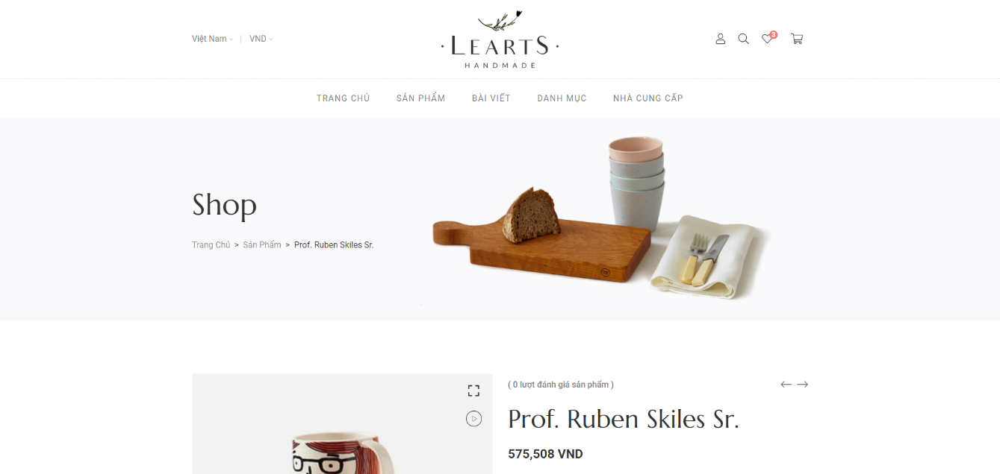 Việt Nam
VND
LEARTS
HANDMADE
3
TRANG CHỦ SẢN PHẨM BÀI VIẾT DANH MỤC NHÀ CUNG CẤP
Shop
Trang Chủ > Sản Phẩm > Prof. Ruben Skiles Sr.
( 0 lượt đánh giá sản phẩm )
Prof. Ruben Skiles Sr.
575,508 VND